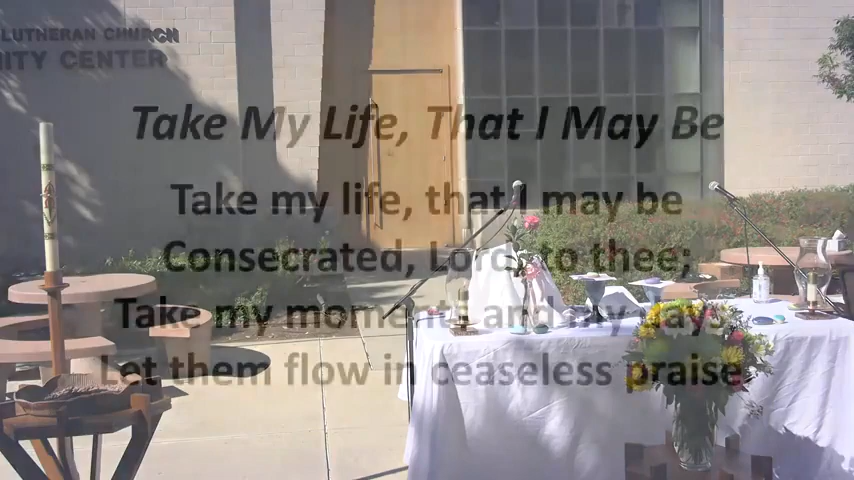 LUTHERAN CHURCH
ITY CENTER
Take My Life, That I May Be
Take my life, that I may be
Consecrated, Lord, to thee;
Take my moments and my days,
Let them flow in ceaseless praise.